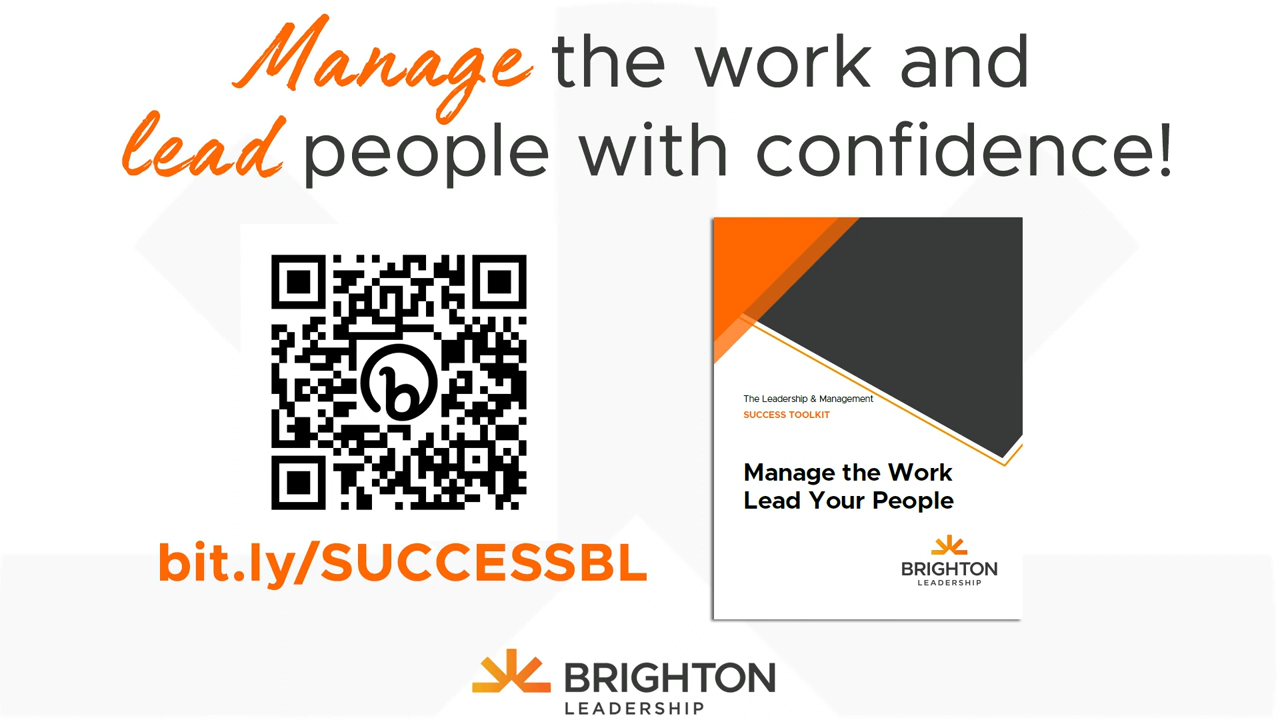 Manage the work and
lead people with confidence!
The Leadership & Management
SUCCESS TOOLKIT
Manage the Work
Lead Your People
BRIGHTON
LEADERSHIP
bit.ly/SUCCESSBL
BRIGHTON
LEADERSHIP